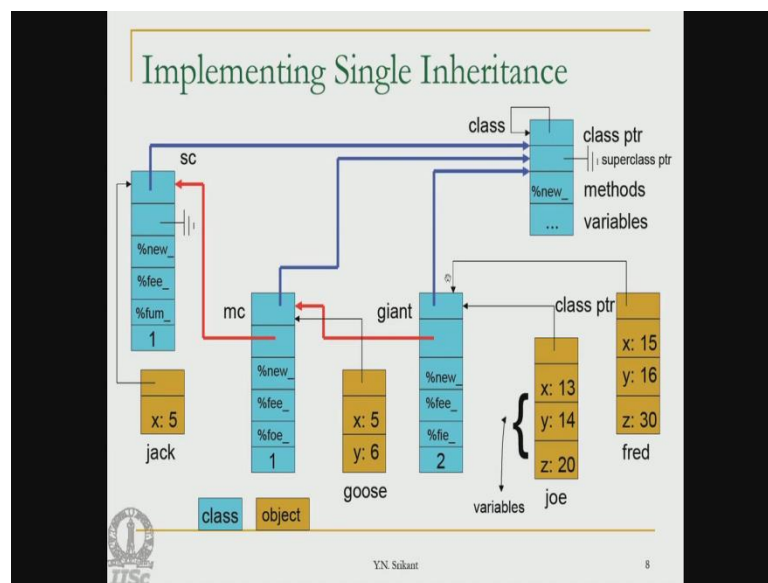 Implementing Single Inheritance
class
class ptr
superclass ptr
%new_
methods
...
variables
sc
%new_
%fee_
%fum_
1
mc
%new_
%fee_
%foe_
1
giant
%new_
%fee_
%fie_
2
class ptr
x: 5
jack
x: 5
y: 6
goose
x: 13
y: 14
z: 20
joe
x: 15
y: 16
z: 30
fred
variables
class
object
IISc
Y.N. Srikant
8